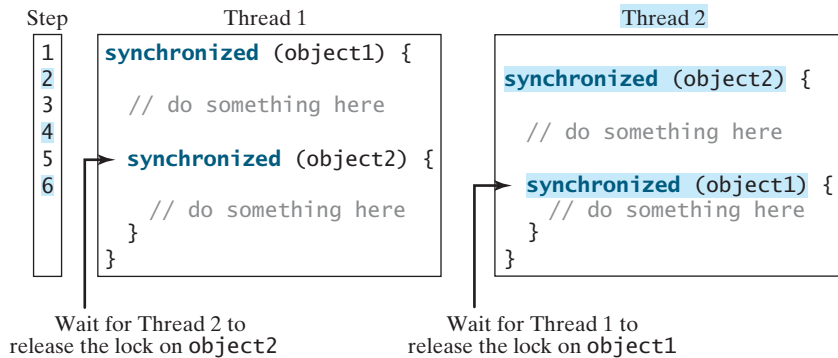 Step
1
2
3
4
5
6
Thread 1
synchronized (object1) {
// do something here
synchronized (object2) {
// do something here
}
}
Thread 2
synchronized (object2) {
// do something here
synchronized (object1) {
// do something here
}
}
Wait for Thread 2 to
release the lock on object2
Wait for Thread 1 to
release the lock on object1